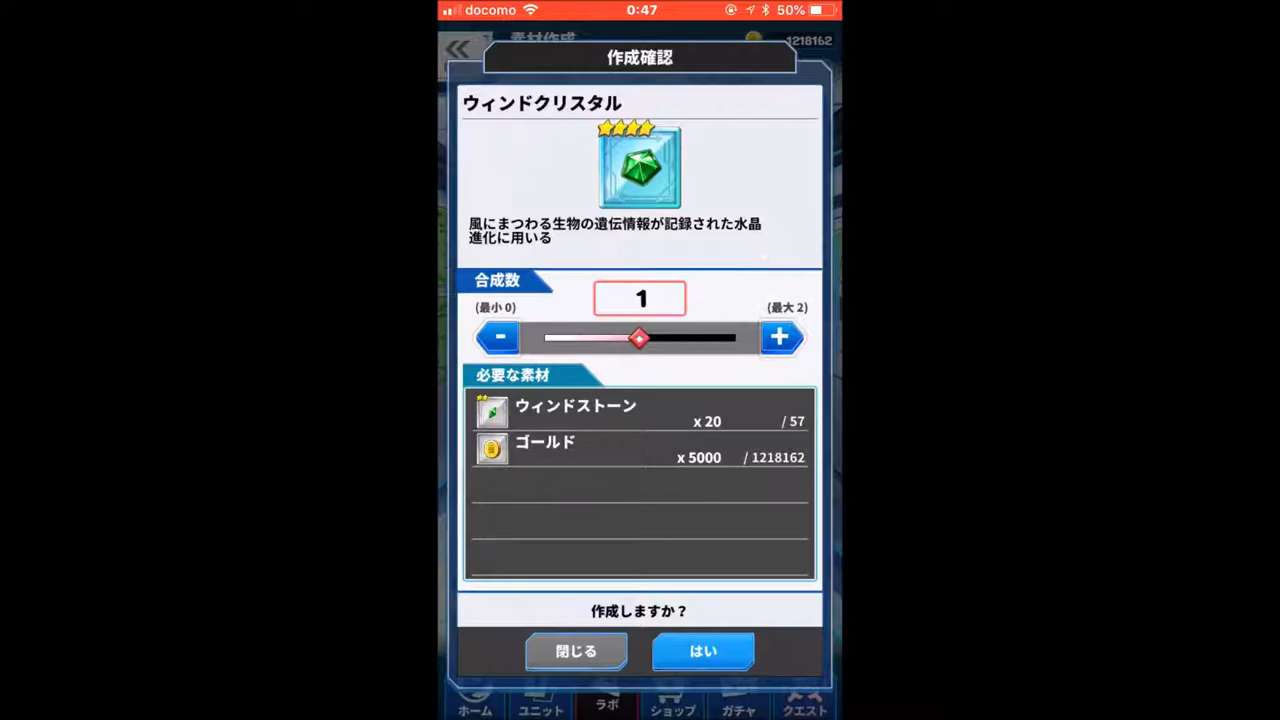 docomo 0:47 50%
素材作成 1218162
作成確認
ウィンドクリスタル
風にまつわる生物の遺伝情報が記録された水晶
進化に用いる
合成数
1
(最小 0) (最大 2)
- +
必要な素材
ウィンドストーン
x 20 / 57
ゴールド
x 5000 / 1218162
作成しますか？
閉じる はい
ホーム ユニット ラボ ショップ ガチャ クエスト